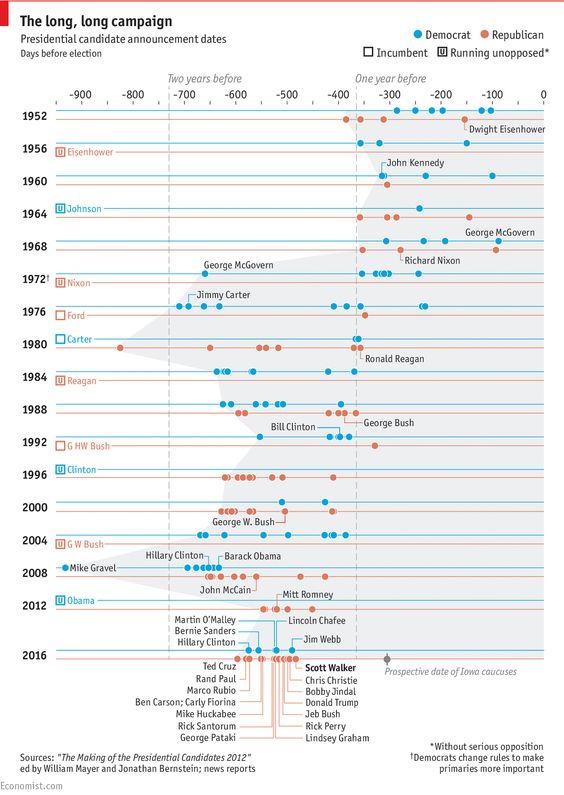 The long, long campaign
Presidential candidate announcement dates
Days before election
Democrat Republican
Incumbent U Running unopposed*
Two years before One year before
-900 -800 -700 -600 -500 -400 -300 -200 -100 0
1952
Dwight Eisenhower
1956
U Eisenhower
John Kennedy
1960
1964
U Johnson
1968
George McGovern
Richard Nixon
George McGovern
1972†
U Nixon
Jimmy Carter
1976
Ford
1980
Carter
Ronald Reagan
1984
U Reagan
1988
George Bush
Bill Clinton
1992
G HW Bush
1996
U Clinton
2000
George W. Bush
2004
U G W Bush
Hillary Clinton Barack Obama
2008
Mike Gravel
John McCain
Mitt Romney
2012
U Obama
Martin O'Malley Lincoln Chafee
Bernie Sanders
Hillary Clinton Jim Webb
2016
Ted Cruz Scott Walker
Prospective date of Iowa caucuses
Rand Paul Chris Christie
Marco Rubio Bobby Jindal
Ben Carson; Carly Fiorina Donald Trump
Mike Huckabee Jeb Bush
Rick Santorum Rick Perry
George Pataki Lindsey Graham
Sources: "The Making of the Presidential Candidates 2012"
ed by William Mayer and Jonathan Bernstein; news reports
*Without serious opposition
†Democrats change rules to make
primaries more important
Economist.com